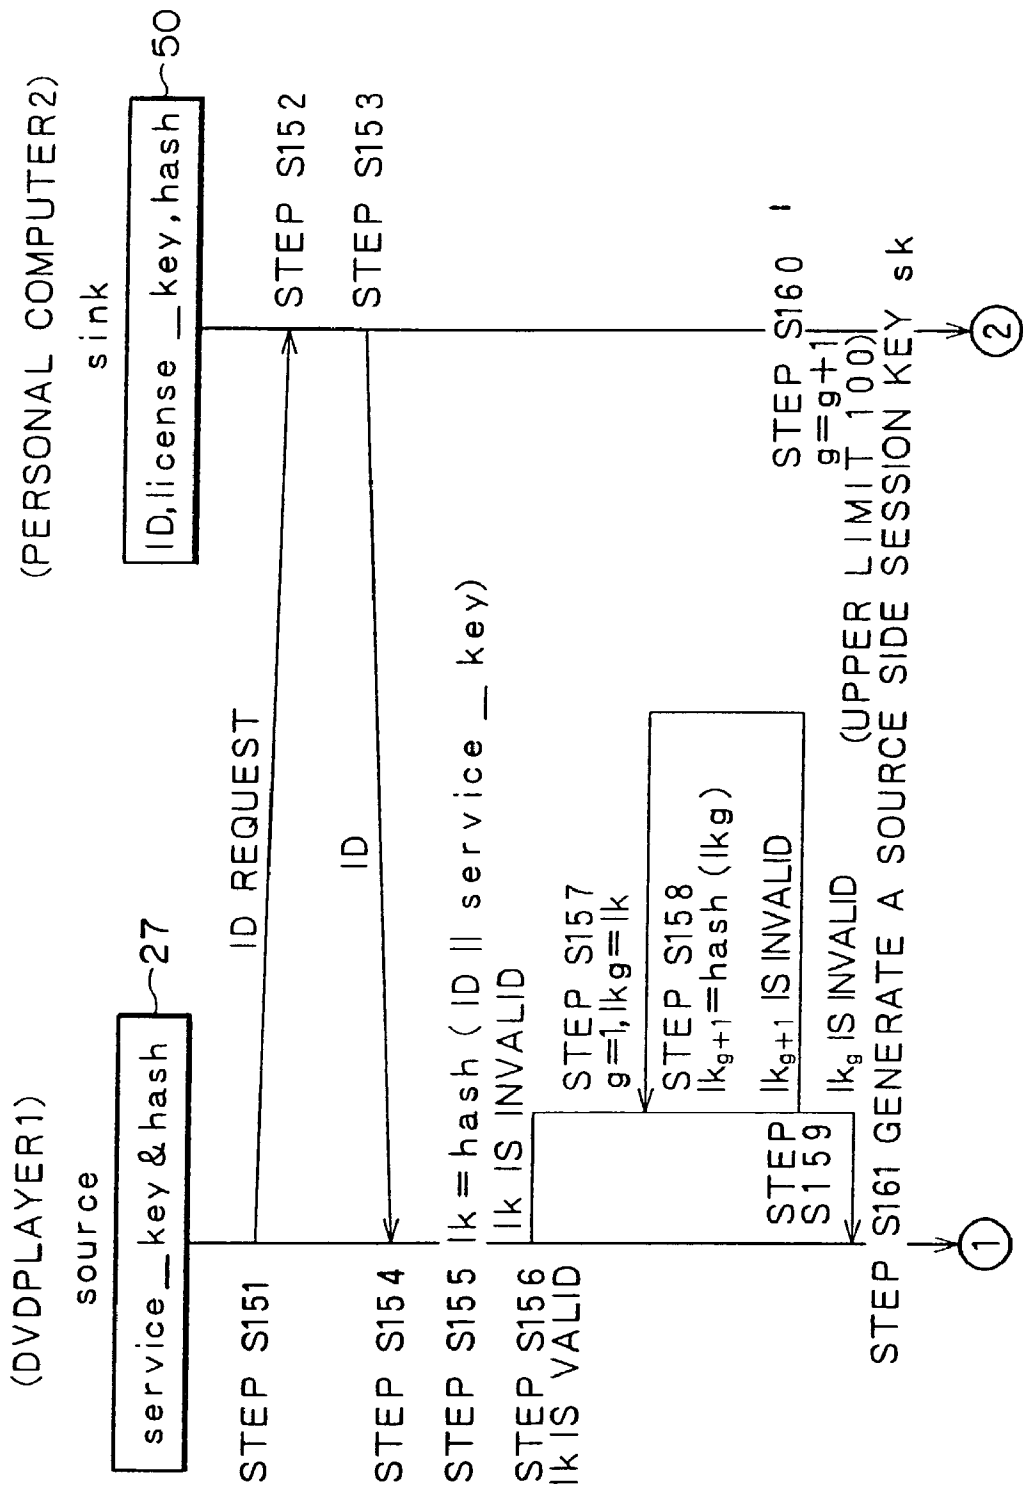 (DVDPLAYER1)
source
service_key & hash
27
(PERSONAL COMPUTER2)
sink
ID, license_key, hash
50
STEP S151
ID REQUEST
STEP S152
STEP S153
ID
STEP S154
STEP S155
lk = hash ( ID || service_key)
STEP S156
lk IS VALID
lk IS INVALID
STEP S157
g=1, lkg=lk
STEP S158
lkg+1=hash (lkg)
lkg+1 IS INVALID
STEP
S159
lkg IS INVALID
STEP S160
g=g+1
(UPPER LIMIT 100)
STEP S161 GENERATE A SOURCE SIDE SESSION KEY sk
1
2